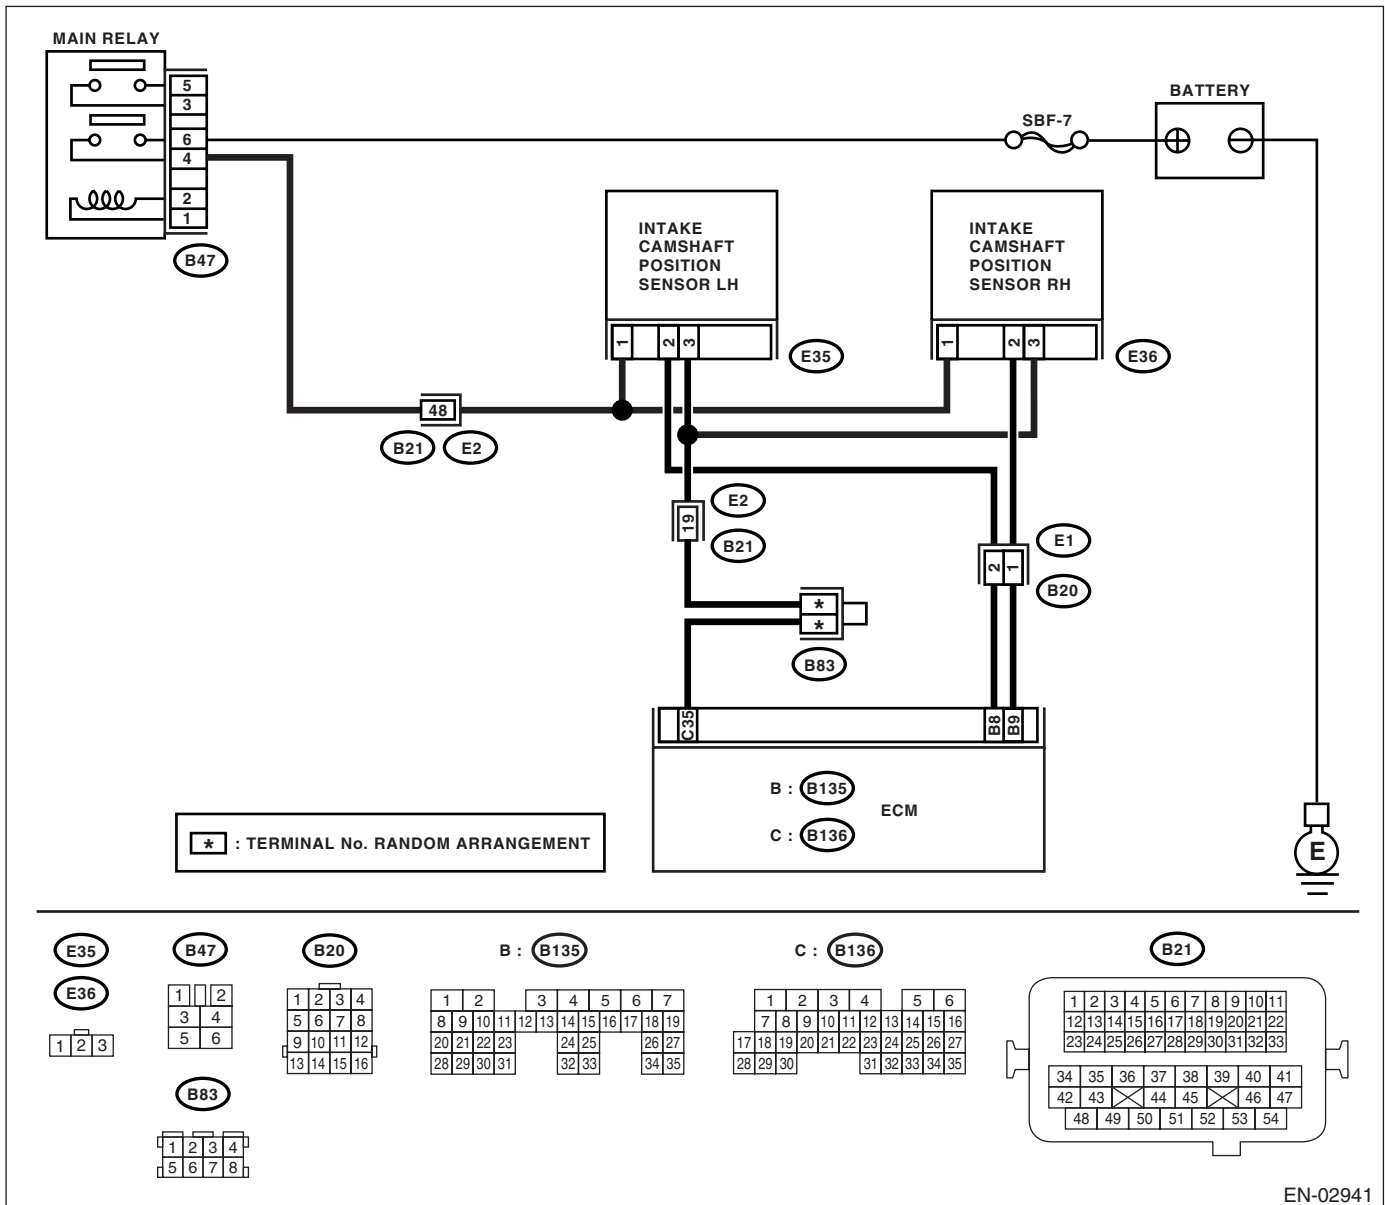 MAIN RELAY
5
3
6
4
2
1
B47
SBF-7
BATTERY
INTAKE
CAMSHAFT
POSITION
SENSOR LH
1
2
3
E35
INTAKE
CAMSHAFT
POSITION
SENSOR RH
1
2
3
E36
48
B21 E2
E2
19
B21
E1
2 1
B20
*
*
B83
C35
B8
B9
B : B135
ECM
C : B136
* : TERMINAL No. RANDOM ARRANGEMENT
E
E35
E36
1 2 3
B47
1 2
3 4
5 6
B83
1 2 3 4
5 6 7 8
B20
1 2 3 4
5 6 7 8
9 10 11 12
13 14 15 16
B : B135
1 2 3 4 5 6 7
8 9 10 11 12 13 14 15 16 17 18 19
20 21 22 23 24 25 26 27
28 29 30 31 32 33 34 35
C : B136
1 2 3 4 5 6
7 8 9 10 11 12 13 14 15 16
17 18 19 20 21 22 23 24 25 26 27
28 29 30 31 32 33 34 35
B21
1 2 3 4 5 6 7 8 9 10 11
12 13 14 15 16 17 18 19 20 21 22
23 24 25 26 27 28 29 30 31 32 33
34 35 36 37 38 39 40 41
42 43 44 45 46 47
48 49 50 51 52 53 54
EN-02941